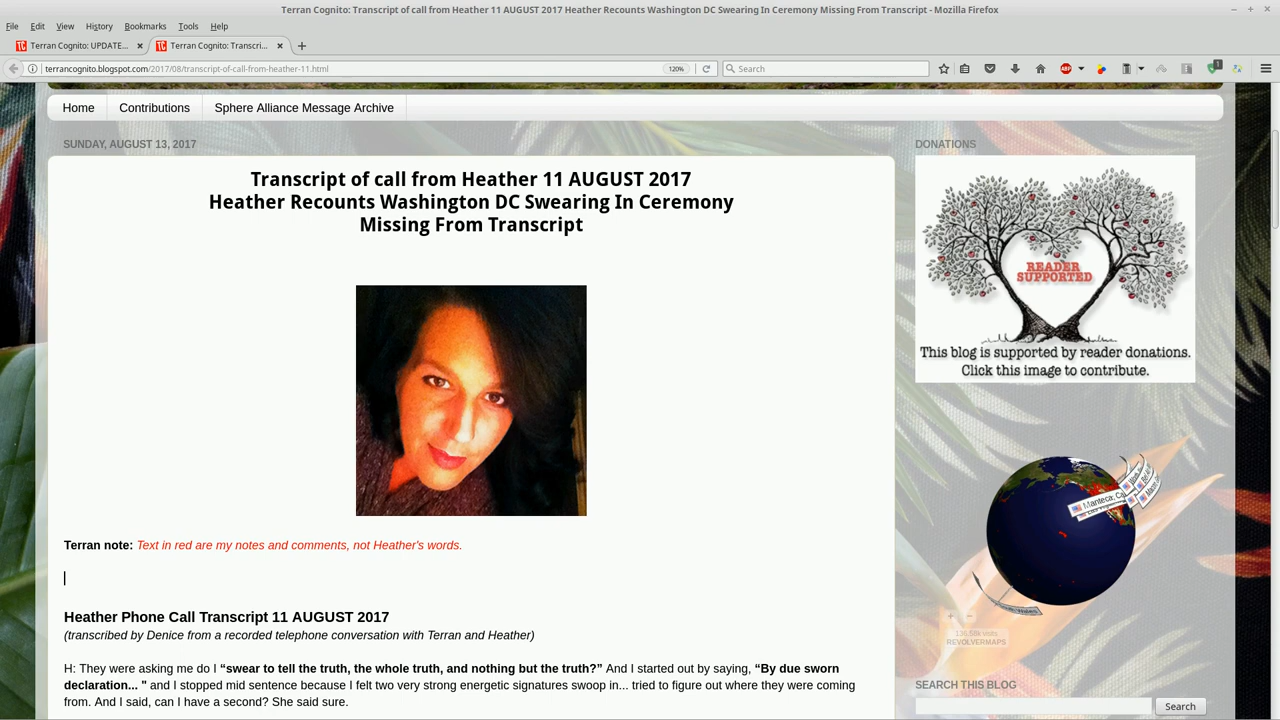 Terran Cognito: Transcript of call from Heather 11 AUGUST 2017 Heather Recounts Washington DC Swearing In Ceremony Missing From Transcript - Mozilla Firefox
File Edit View History Bookmarks Tools Help
Terran Cognito: UPDATE... Terran Cognito: Transcri...
terrancognito.blogspot.com/2017/08/transcript-of-call-from-heather-11.html 120% Search ABP 1
Home Contributions Sphere Alliance Message Archive
SUNDAY, AUGUST 13, 2017
Transcript of call from Heather 11 AUGUST 2017
Heather Recounts Washington DC Swearing In Ceremony
Missing From Transcript
Terran note: Text in red are my notes and comments, not Heather's words.
Heather Phone Call Transcript 11 AUGUST 2017
(transcribed by Denice from a recorded telephone conversation with Terran and Heather)
H: They were asking me do I “swear to tell the truth, the whole truth, and nothing but the truth?” And I started out by saying, “By due sworn
declaration... " and I stopped mid sentence because I felt two very strong energetic signatures swoop in... tried to figure out where they were coming
from. And I said, can I have a second? She said sure.
DONATIONS
READER
SUPPORTED
This blog is supported by reader donations.
Click this image to contribute.
Manteca, Ca
136.58k Visits
REVOLVERMAPS
SEARCH THIS BLOG
Search